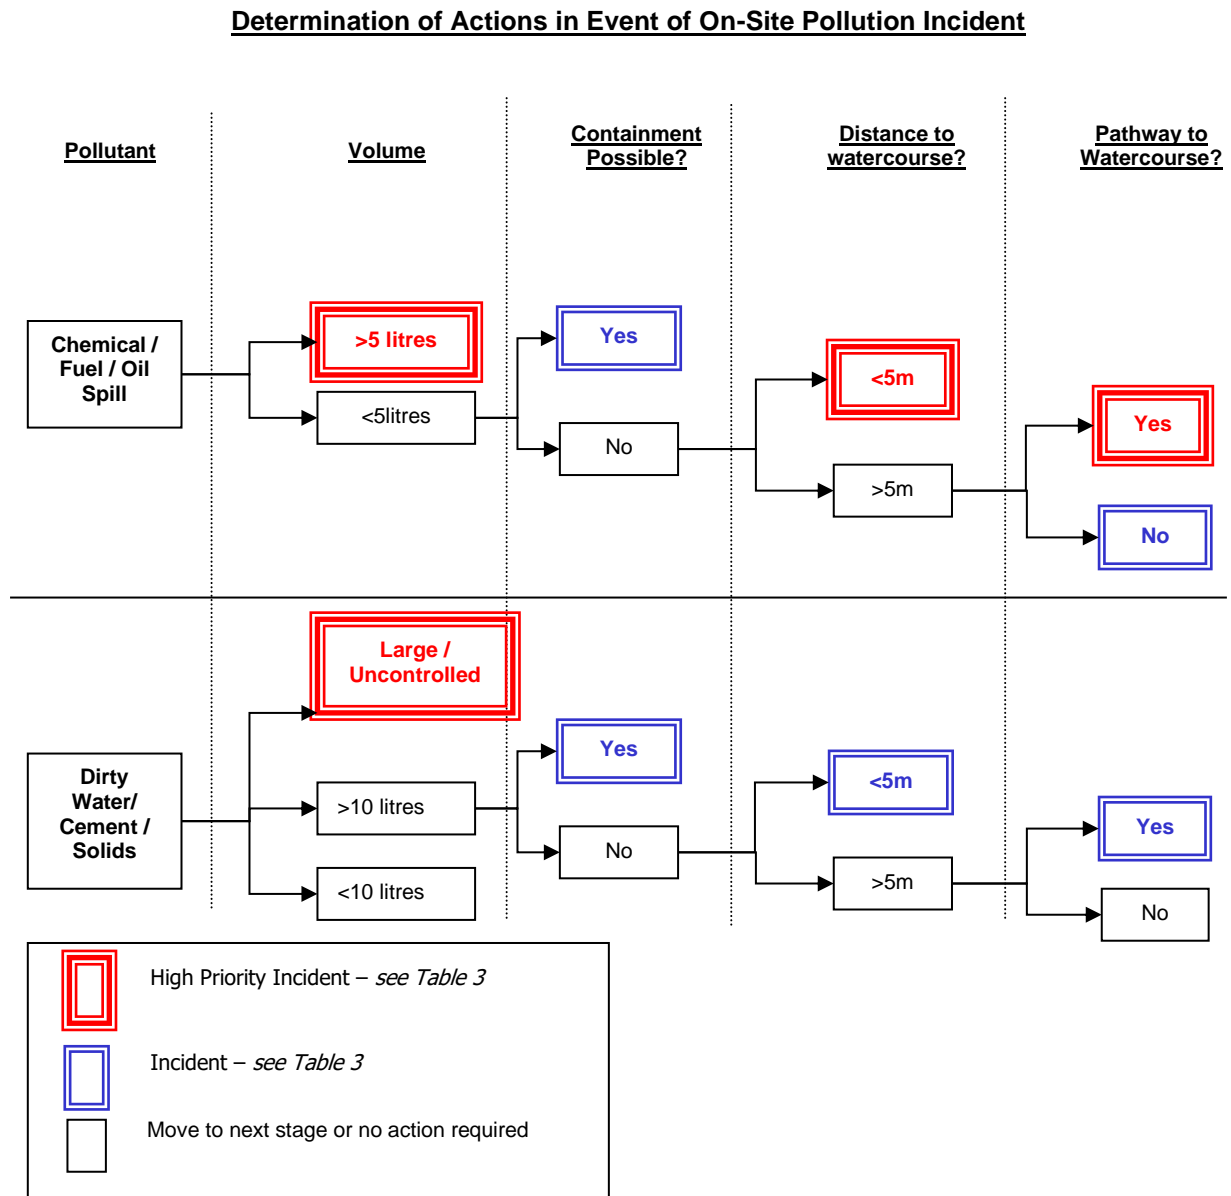 Determination of Actions in Event of On-Site Pollution Incident
Pollutant
Volume
Containment
Possible?
Distance to
watercourse?
Pathway to
Watercourse?
Chemical /
Fuel / Oil
Spill
>5 litres
<5litres
Yes
No
<5m
>5m
Yes
No
Dirty
Water/
Cement /
Solids
Large /
Uncontrolled
>10 litres
<10 litres
Yes
No
<5m
>5m
Yes
No
High Priority Incident – see Table 3
Incident – see Table 3
Move to next stage or no action required